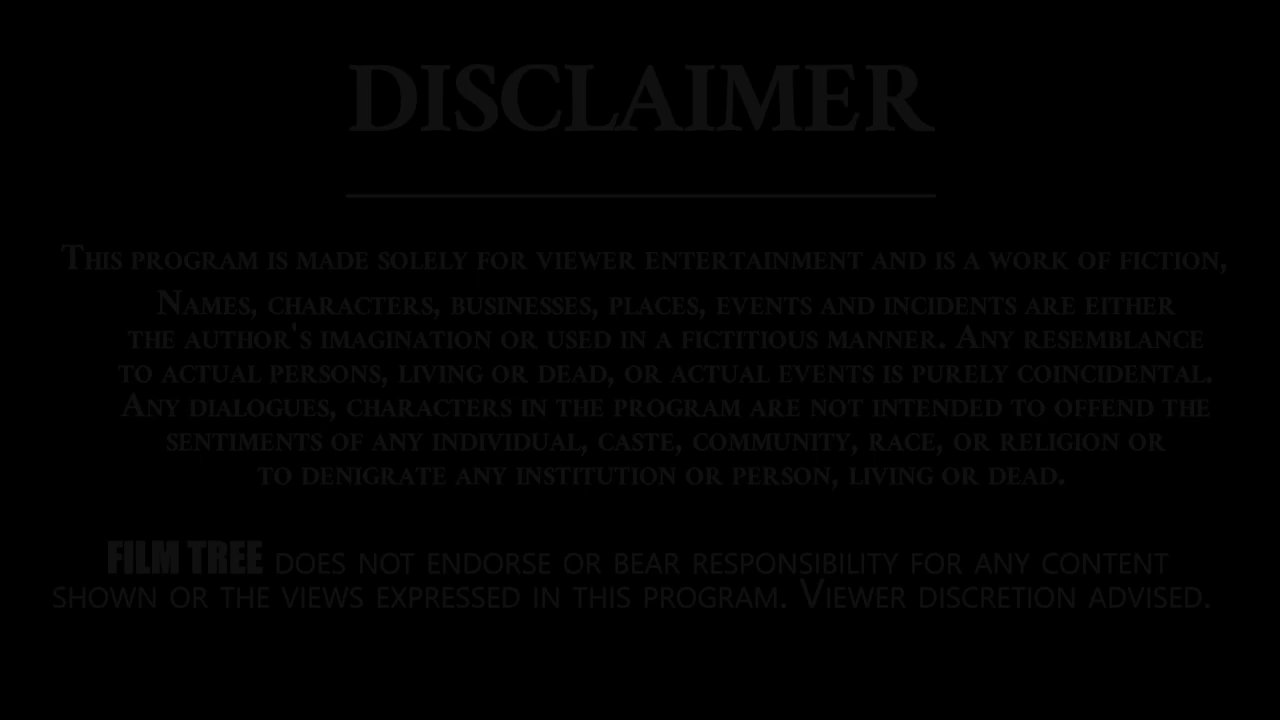 DISCLAIMER
This program is made solely for viewer entertainment and is a work of fiction,
Names, characters, businesses, places, events and incidents are either
the author's imagination or used in a fictitious manner. Any resemblance
to actual persons, living or dead, or actual events is purely coincidental.
Any dialogues, characters in the program are not intended to offend the
sentiments of any individual, caste, community, race, or religion or
to denigrate any institution or person, living or dead.
FILM TREE does not endorse or bear responsibility for any content
shown or the views expressed in this program. Viewer discretion advised.